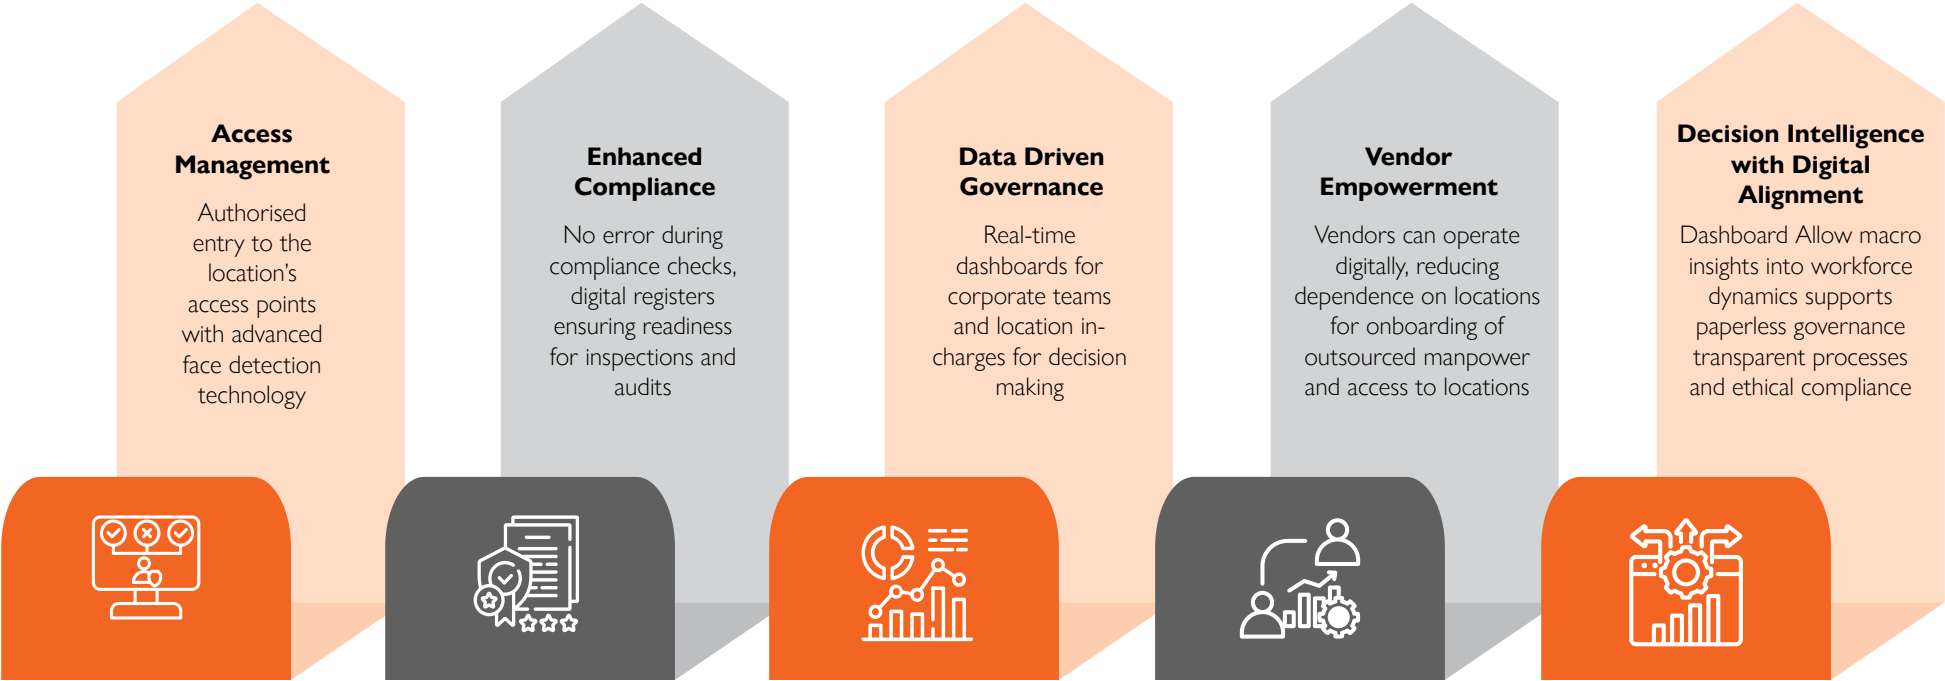 Access
Management
Authorised
entry to the
location's
access points
with advanced
face detection
technology
Enhanced
Compliance
No error during
compliance checks,
digital registers
ensuring readiness
for inspections and
audits
Data Driven
Governance
Real-time
dashboards for
corporate teams
and location in-
charges for decision
making
Vendor
Empowerment
Vendors can operate
digitally, reducing
dependence on locations
for onboarding of
outsourced manpower
and access to locations
Decision Intelligence
with Digital
Alignment
Dashboard Allow macro
insights into workforce
dynamics supports
paperless governance
transparent processes
and ethical compliance